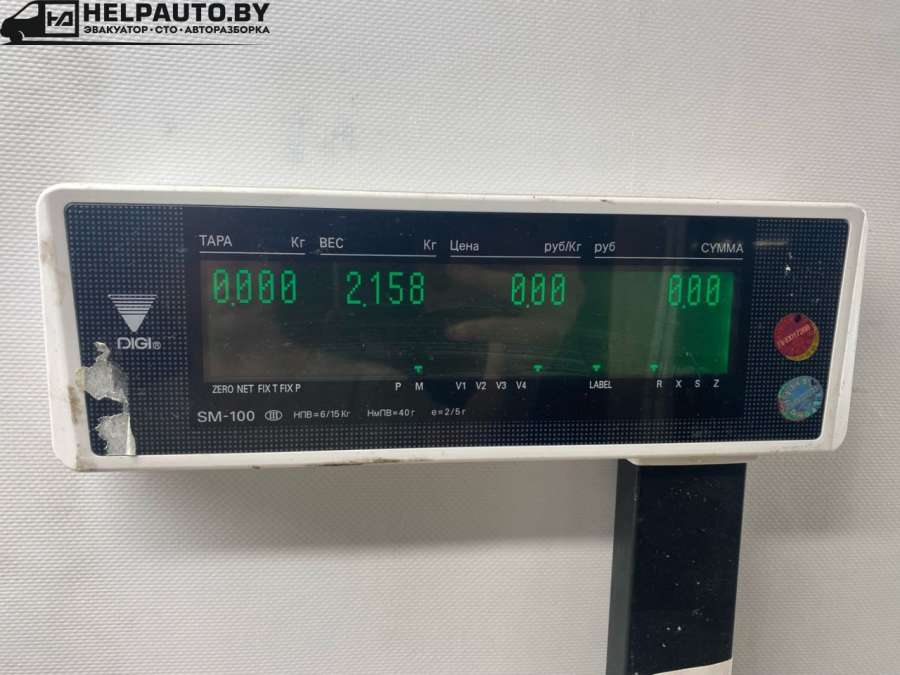 HELPAUTO.BY
ЭВАКУАТОР • СТО • АВТОРАЗБОРКА
ТАРА Кг ВЕС Кг Цена руб/Кг руб СУММА
0.000 2.158 0.00 0.00
DIGI®
ZERO NET FIX T FIX P P M V1 V2 V3 V4 LABEL R X S Z
SM-100 III НПВ=6/15Кг НмПВ=40г e=2/5г